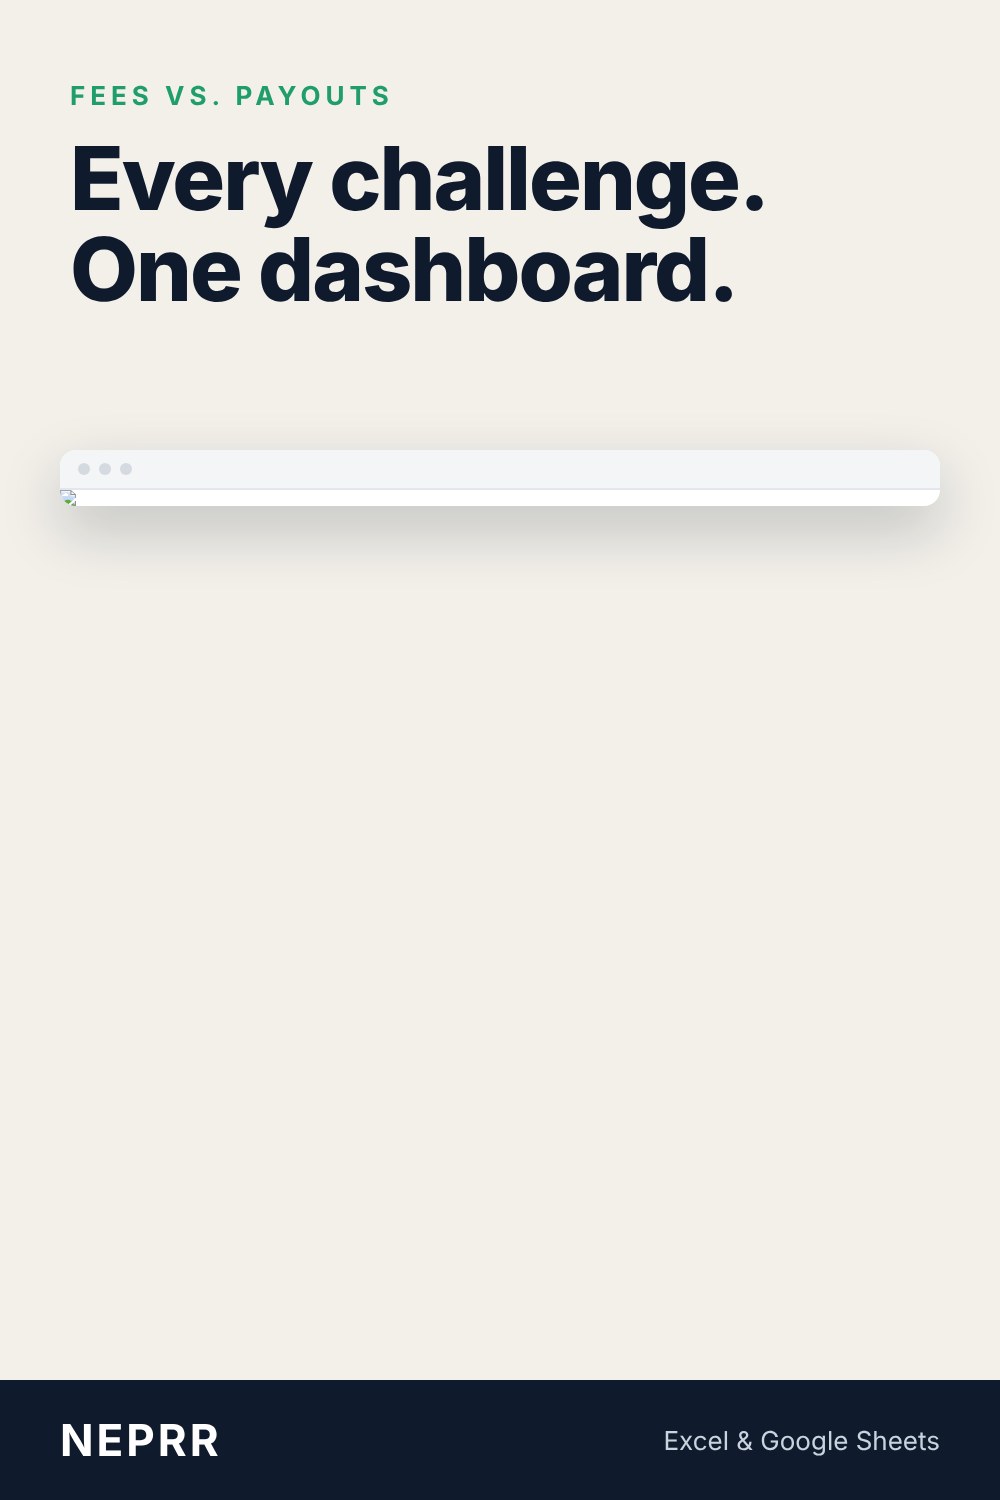 FEES VS. PAYOUTS
Every challenge.
One dashboard.
NEPRR
Excel & Google Sheets